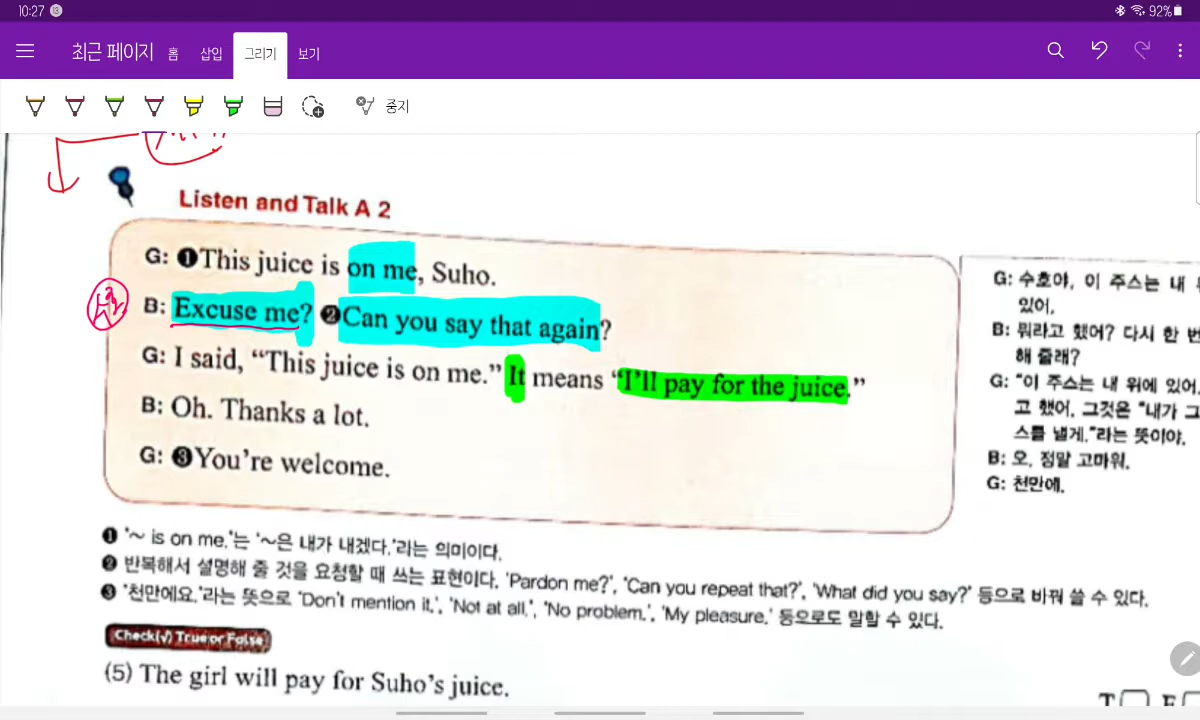 10:27
92%
최근 페이지 홈 삽입 그리기 보기
중지
Listen and Talk A 2
G: ❶This juice is on me, Suho.
B: Excuse me? ❷Can you say that again?
G: I said, “This juice is on me.” It means “I’ll pay for the juice.”
B: Oh. Thanks a lot.
G: ❸You’re welcome.
G: 수호야, 이 주스는 내
있어.
B: 뭐라고 했어? 다시 한 번
해 줄래?
G: “이 주스는 내 위에 있어.
고 했어. 그것은 “내가 그
스를 낼게.”라는 뜻이야.
B: 오, 정말 고마워.
G: 천만에.
❶ ‘~ is on me.’는 ‘~은 내가 내겠다.’라는 의미이다.
❷ 반복해서 설명해 줄 것을 요청할 때 쓰는 표현이다. ‘Pardon me?’, ‘Can you repeat that?’, ‘What did you say?’ 등으로 바꿔 쓸 수 있다.
❸ ‘천만에요.’라는 뜻으로 ‘Don’t mention it.’, ‘Not at all.’, ‘No problem.’, ‘My pleasure.’ 등으로도 말할 수 있다.
Check(√) True or False
(5) The girl will pay for Suho’s juice.